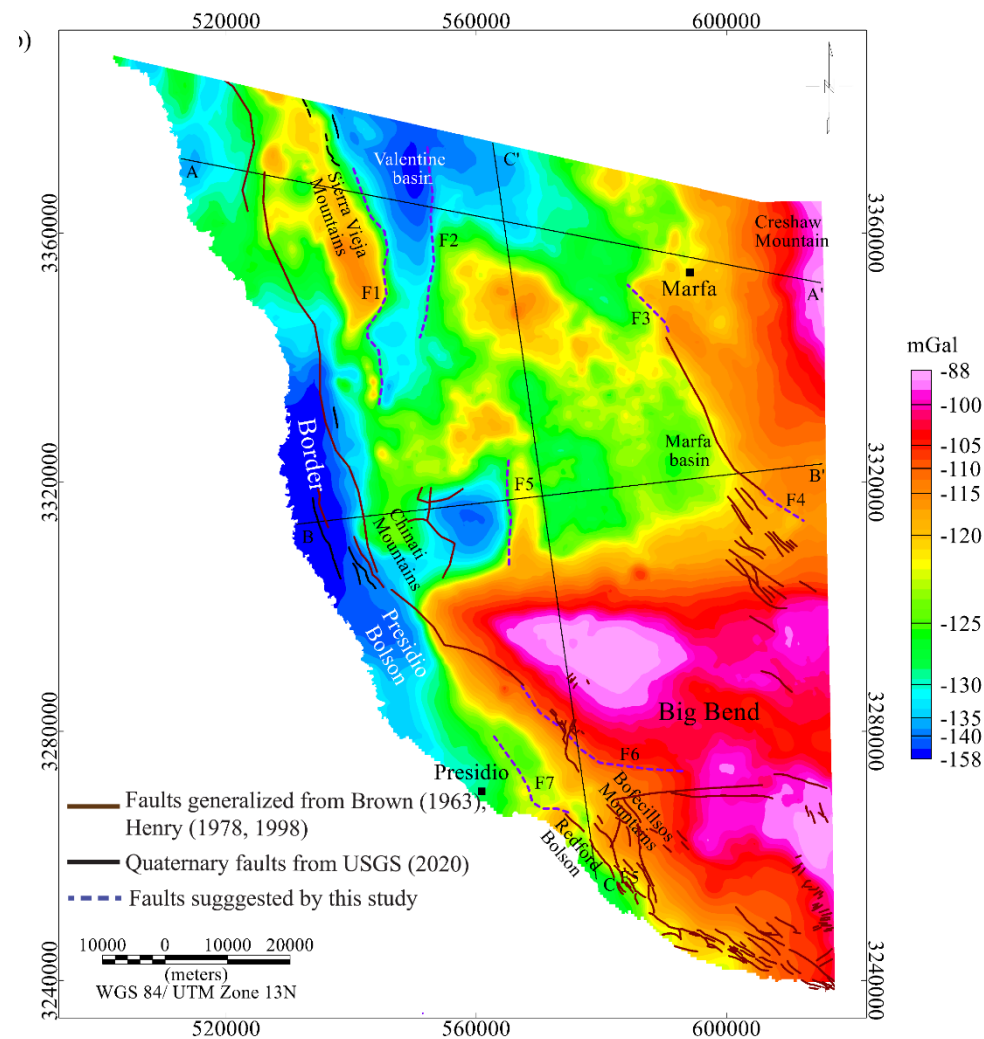 520000
560000
600000
ɔ)
N
C'
A
Valentine
basin
Sierra Vieja
Mountains
Creshaw
Mountain
3360000
3360000
F2
F1
Marfa
A'
F3
mGal
-88
-100
-105
-110
-115
-120
-125
-130
-135
-140
-158
Border
Marfa
basin
B'
3320000
3320000
F5
F4
B
Chinati
Mountains
Presidio
Bolson
Big Bend
3280000
3280000
F6
Presidio
F7
Bofecillsos
Mountains
Redford
Bolson
C
F5
Faults generalized from Brown (1963),
Henry (1978, 1998)
Quaternary faults from USGS (2020)
Faults sugggested by this study
10000 0 10000 20000
(meters)
WGS 84/ UTM Zone 13N
3240000
3240000
520000
560000
600000